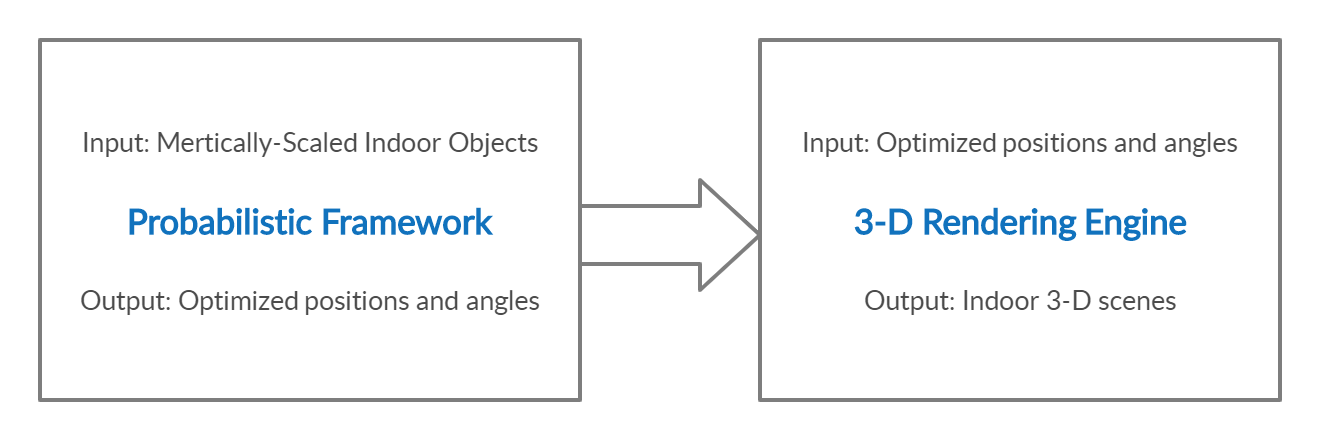 Input: Mertically-Scaled Indoor Objects
Probabilistic Framework
Output: Optimized positions and angles
Input: Optimized positions and angles
3-D Rendering Engine
Output: Indoor 3-D scenes